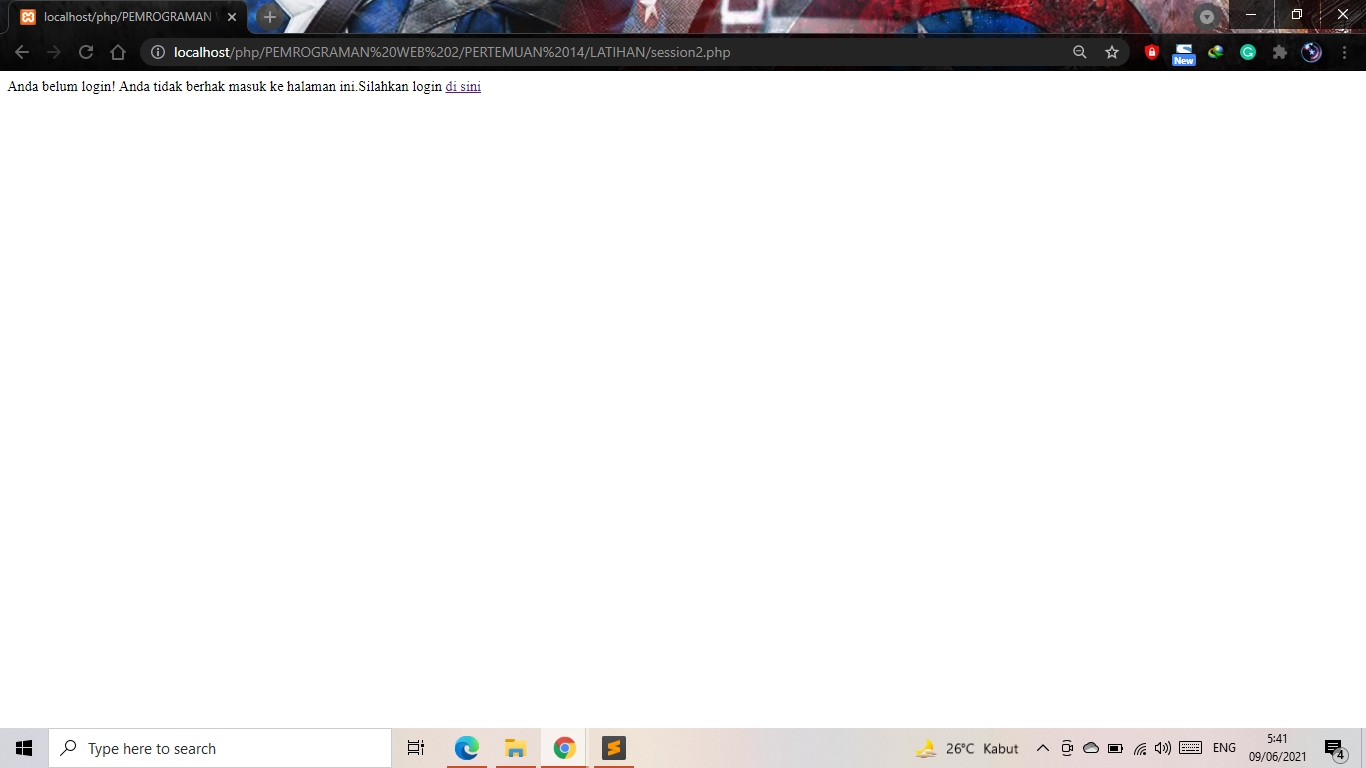 localhost/php/PEMROGRAMAN
localhost/php/PEMROGRAMAN%20WEB%202/PERTEMUAN%2014/LATIHAN/session2.php
New
Anda belum login! Anda tidak berhak masuk ke halaman ini.Silahkan login di sini
Type here to search
26°C Kabut
ENG
5:41
09/06/2021
4